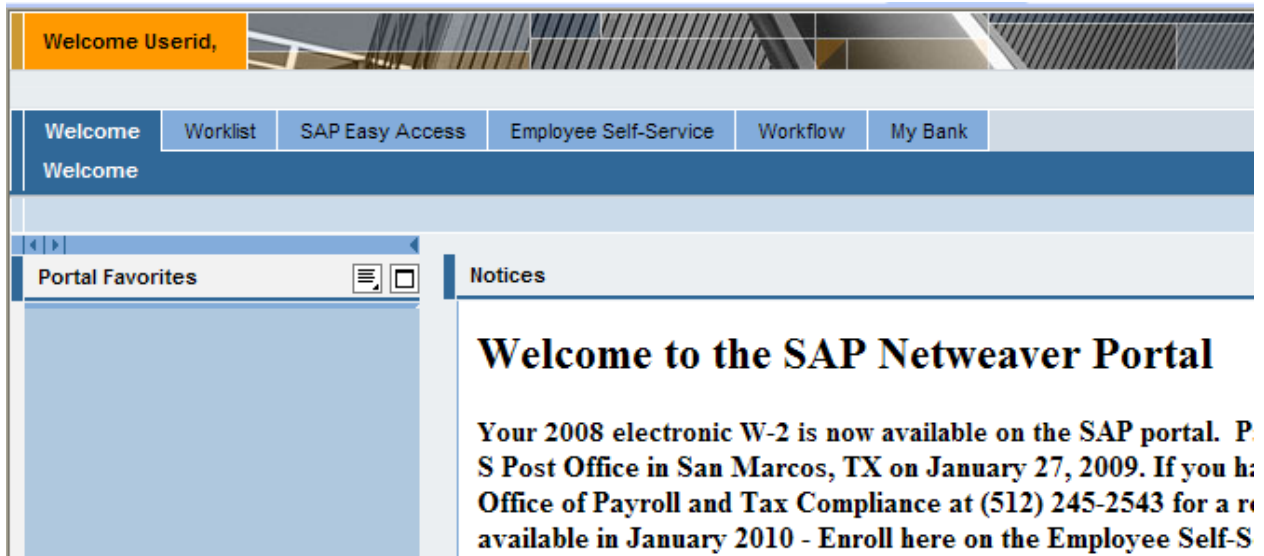 Welcome Userid,
Welcome Worklist SAP Easy Access Employee Self-Service Workflow My Bank
Welcome
Portal Favorites
Notices
Welcome to the SAP Netweaver Portal
Your 2008 electronic W-2 is now available on the SAP portal.
S Post Office in San Marcos, TX on January 27, 2009. If you
Office of Payroll and Tax Compliance at (512) 245-2543 for a
available in January 2010 - Enroll here on the Employee Self-S